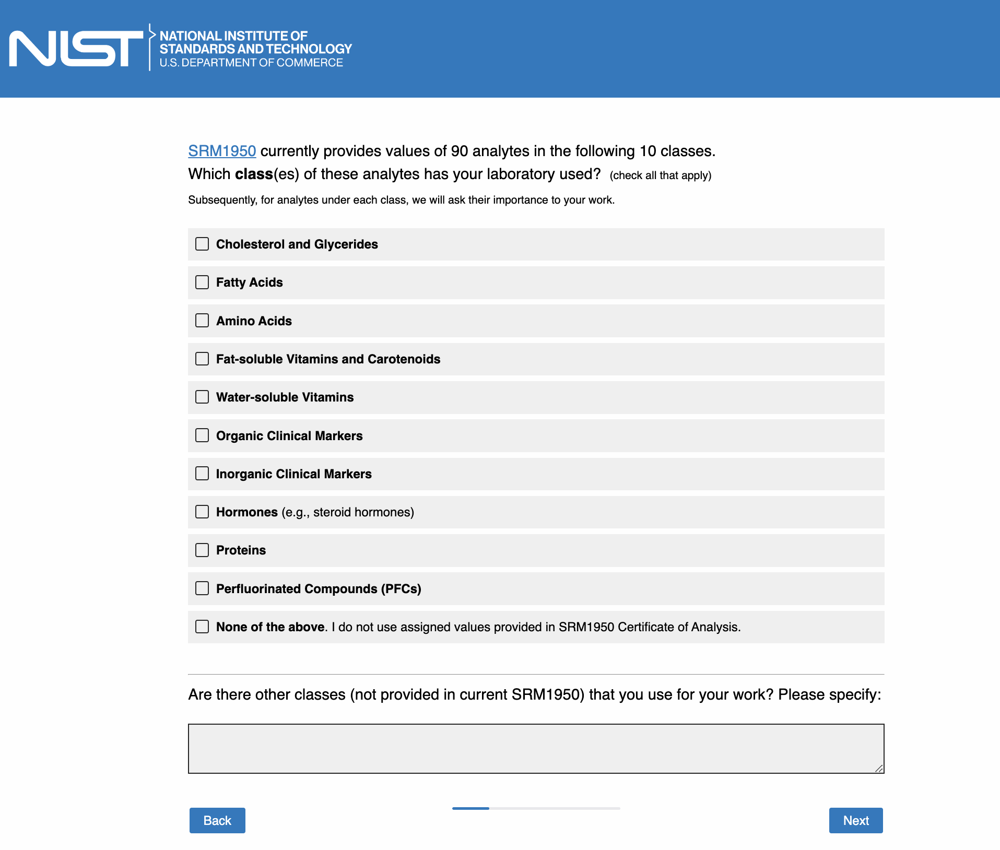 NIST
NATIONAL INSTITUTE OF
STANDARDS AND TECHNOLOGY
U.S. DEPARTMENT OF COMMERCE
SRM1950 currently provides values of 90 analytes in the following 10 classes.
Which class(es) of these analytes has your laboratory used? (check all that apply)
Subsequently, for analytes under each class, we will ask their importance to your work.
Cholesterol and Glycerides
Fatty Acids
Amino Acids
Fat-soluble Vitamins and Carotenoids
Water-soluble Vitamins
Organic Clinical Markers
Inorganic Clinical Markers
Hormones (e.g., steroid hormones)
Proteins
Perfluorinated Compounds (PFCs)
None of the above. I do not use assigned values provided in SRM1950 Certificate of Analysis.
Are there other classes (not provided in current SRM1950) that you use for your work? Please specify:
Back
Next